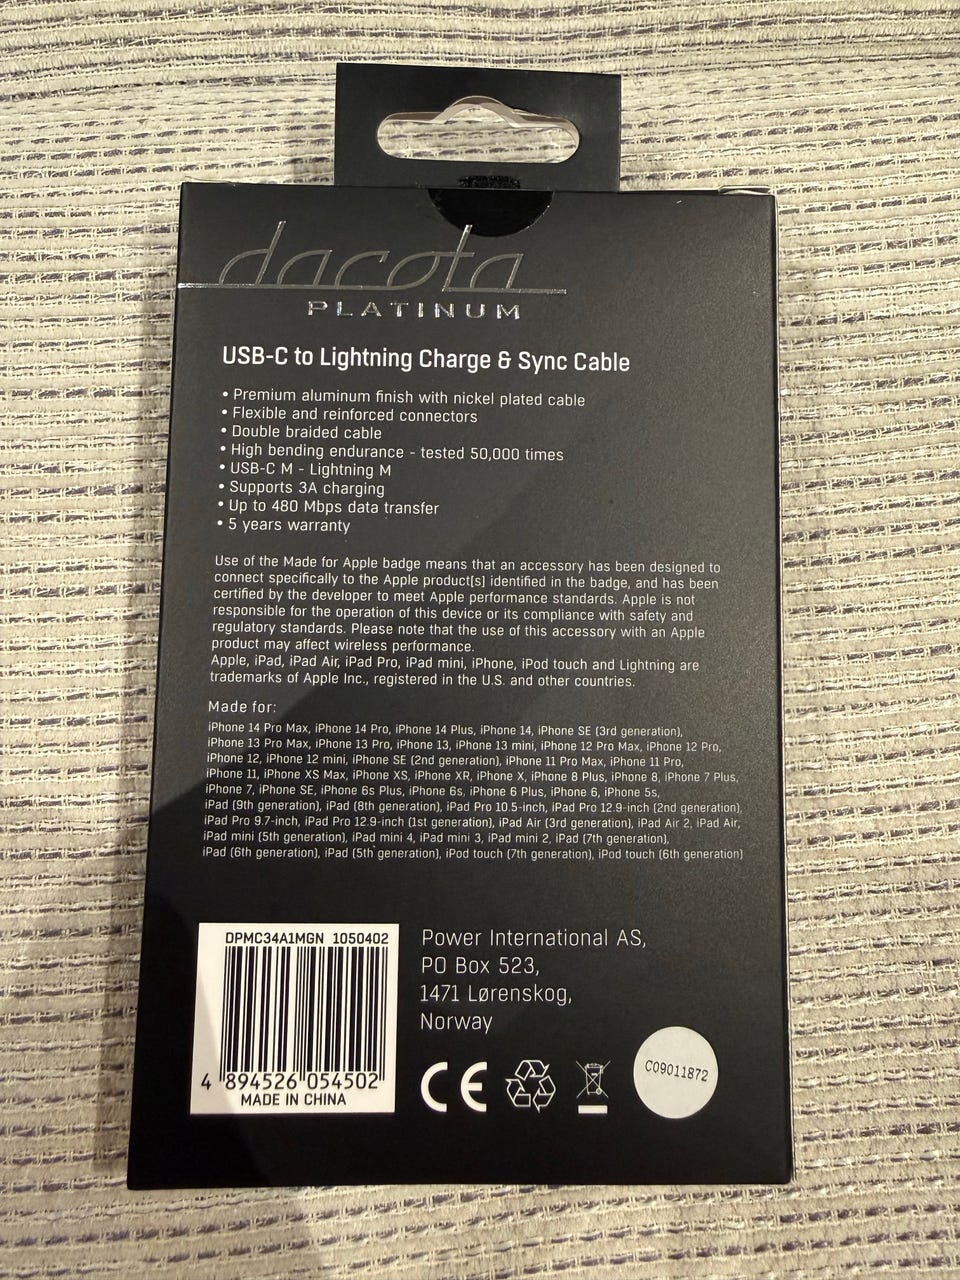 dacota
PLATINUM
USB-C to Lightning Charge & Sync Cable
• Premium aluminum finish with nickel plated cable
• Flexible and reinforced connectors
• Double braided cable
• High bending endurance - tested 50,000 times
• USB-C M - Lightning M
• Supports 3A charging
• Up to 480 Mbps data transfer
• 5 years warranty
Use of the Made for Apple badge means that an accessory has been designed to
connect specifically to the Apple product(s) identified in the badge, and has been
certified by the developer to meet Apple performance standards. Apple is not
responsible for the operation of this device or its compliance with safety and
regulatory standards. Please note that the use of this accessory with an Apple
product may affect wireless performance.
Apple, iPad, iPad Air, iPad Pro, iPad mini, iPhone, iPod touch and Lightning are
trademarks of Apple Inc., registered in the U.S. and other countries.
Made for:
iPhone 14 Pro Max, iPhone 14 Pro, iPhone 14 Plus, iPhone 14, iPhone SE (3rd generation),
iPhone 13 Pro Max, iPhone 13 Pro, iPhone 13, iPhone 13 mini, iPhone 12 Pro Max, iPhone 12 Pro,
iPhone 12, iPhone 12 mini, iPhone SE (2nd generation), iPhone 11 Pro Max, iPhone 11 Pro,
iPhone 11, iPhone XS Max, iPhone XS, iPhone XR, iPhone X, iPhone 8 Plus, iPhone 8, iPhone 7 Plus,
iPhone 7, iPhone SE, iPhone 6s Plus, iPhone 6s, iPhone 6 Plus, iPhone 6, iPhone 5s,
iPad (9th generation), iPad (8th generation), iPad Pro 10.5-inch, iPad Pro 12.9-inch (2nd generation),
iPad Pro 9.7-inch, iPad Pro 12.9-inch (1st generation), iPad Air (3rd generation), iPad Air 2, iPad Air,
iPad mini (5th generation), iPad mini 4, iPad mini 3, iPad mini 2, iPad (7th generation),
iPad (6th generation), iPad (5th generation), iPod touch (7th generation), iPod touch (6th generation)
DPMC34A1MGN 1050402
4 894526 054502
MADE IN CHINA
Power International AS,
PO Box 523,
1471 Lørenskog,
Norway
CE
C09011872